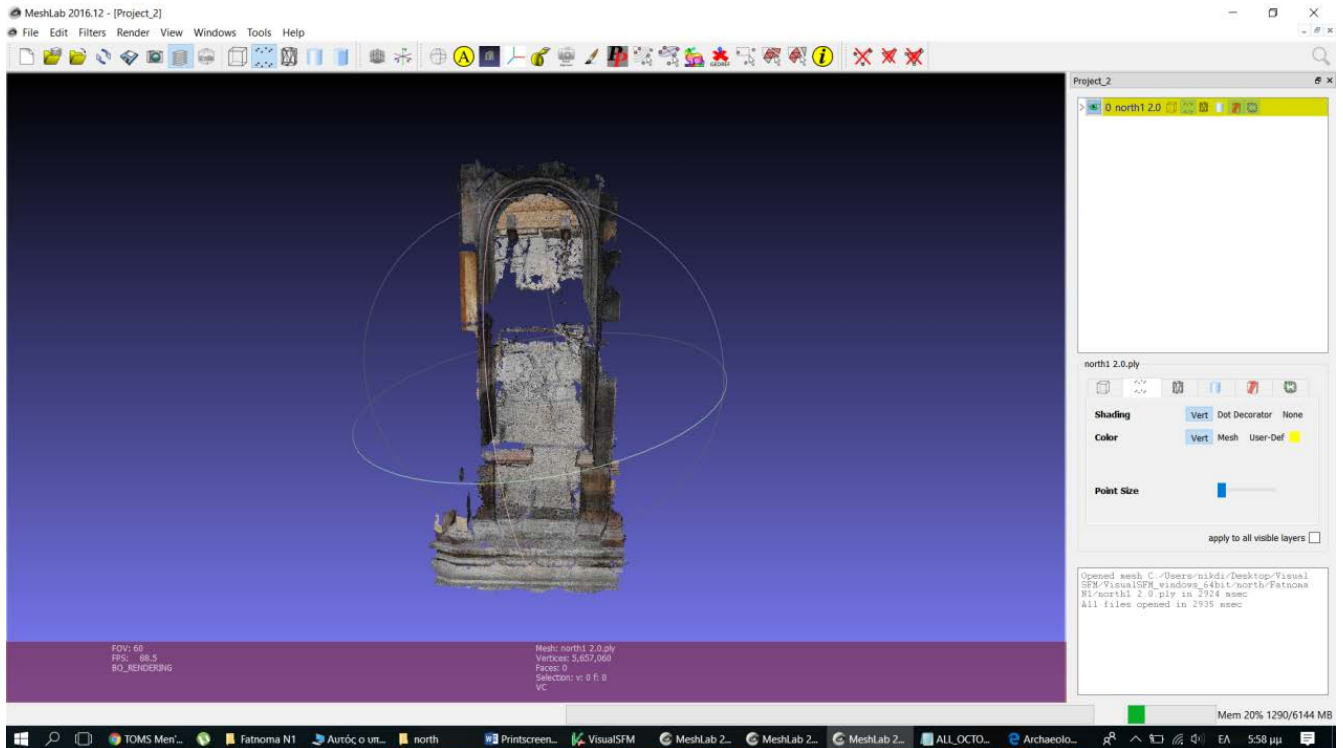 MeshLab 2016.12 - [Project_2]
File Edit Filters Render View Windows Tools Help
Project_2
0 north1 2.0
north1 2.0.ply
Shading Vert Dot Decorator None
Color Vert Mesh User-Def
Point Size
apply to all visible layers
Opened mesh C:/Users/nikdi/Desktop/Visual
SFM/VisualSFM_windows_64bit/north/Fatnoma
N1/north1 2.0.ply in 2924 msec
All files opened in 2935 msec
FOV: 60
FPS: 88.5
BO_RENDERING
Mesh: north1 2.0.ply
Vertices: 5,657,060
Faces: 0
Selection: v: 0 f: 0
VC
Mem 20% 1290/6144 MB
TOMS Men'... Fatnoma N1 Αυτός ο υπ... north Printscreen... VisualSFM MeshLab 2... MeshLab 2... MeshLab 2... ALL_OCTO... Archaeolo... ΕΛ 5:58 μμ